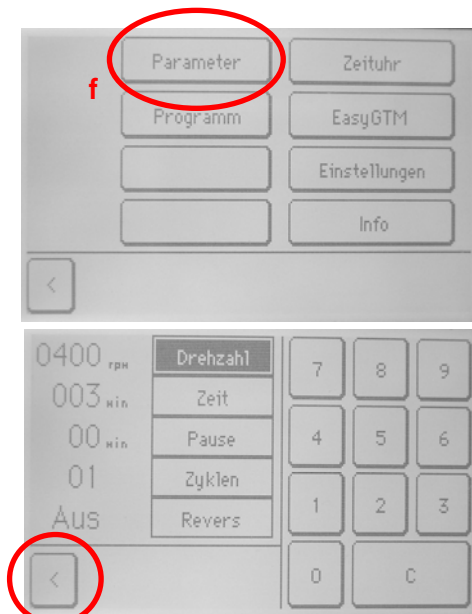 Parameter Zeituhr
f
Programm EasyGTM
Einstellungen
Info
<
0400 rpm Drehzahl 7 8 9
003 min Zeit
00 min Pause 4 5 6
01 Zyklen
Aus Revers 1 2 3
< 0 C